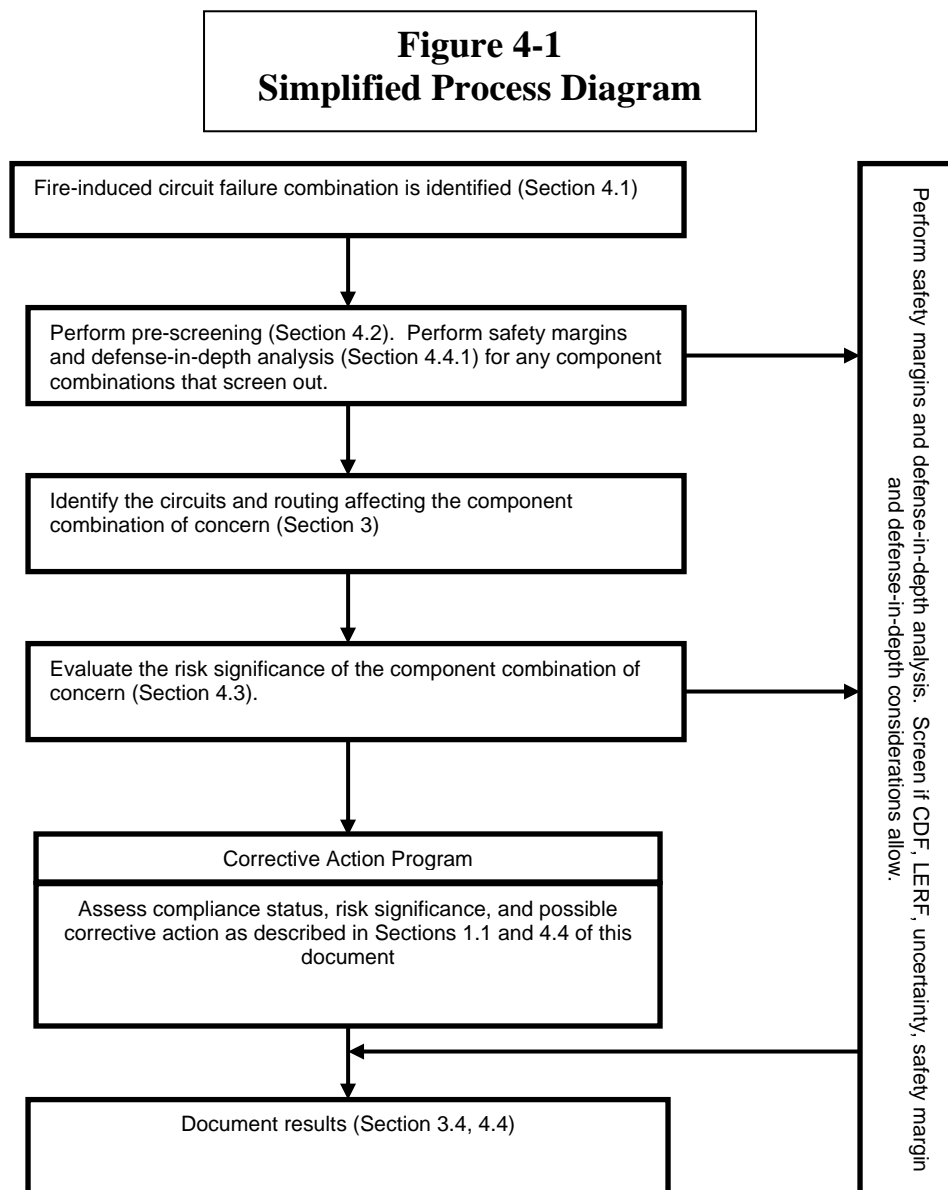 Figure 4-1
Simplified Process Diagram
Fire-induced circuit failure combination is identified (Section 4.1)
Perform pre-screening (Section 4.2).  Perform safety margins
and defense-in-depth analysis (Section 4.4.1) for any component
combinations that screen out.
Identify the circuits and routing affecting the component
combination of concern (Section 3)
Evaluate the risk significance of the component combination of
concern (Section 4.3).
Corrective Action Program
Assess compliance status, risk significance, and possible
corrective action as described in Sections 1.1 and 4.4 of this
document
Document results (Section 3.4, 4.4)
Perform safety margins and defense-in-depth analysis.  Screen if CDF, LERF, uncertainty, safety margin
and defense-in-depth considerations allow.